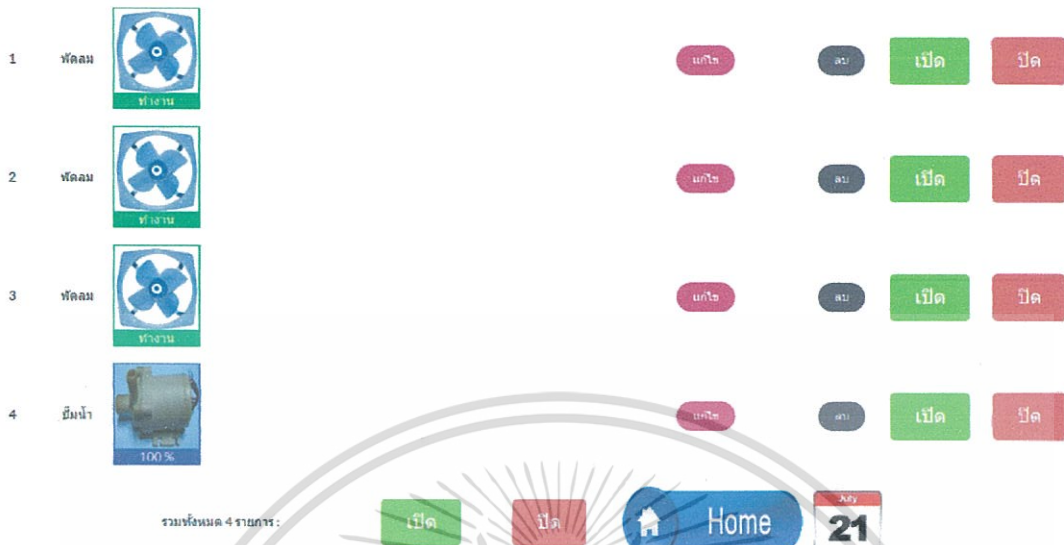 1 พัดลม แก้ไข ลบ เปิด ปิด
ทำงาน
2 พัดลม แก้ไข ลบ เปิด ปิด
ทำงาน
3 พัดลม แก้ไข ลบ เปิด ปิด
ทำงาน
4 ปั๊มน้ำ แก้ไข ลบ เปิด ปิด
100 %
รวมทั้งหมด 4 รายการ : เปิด ปิด Home July
21